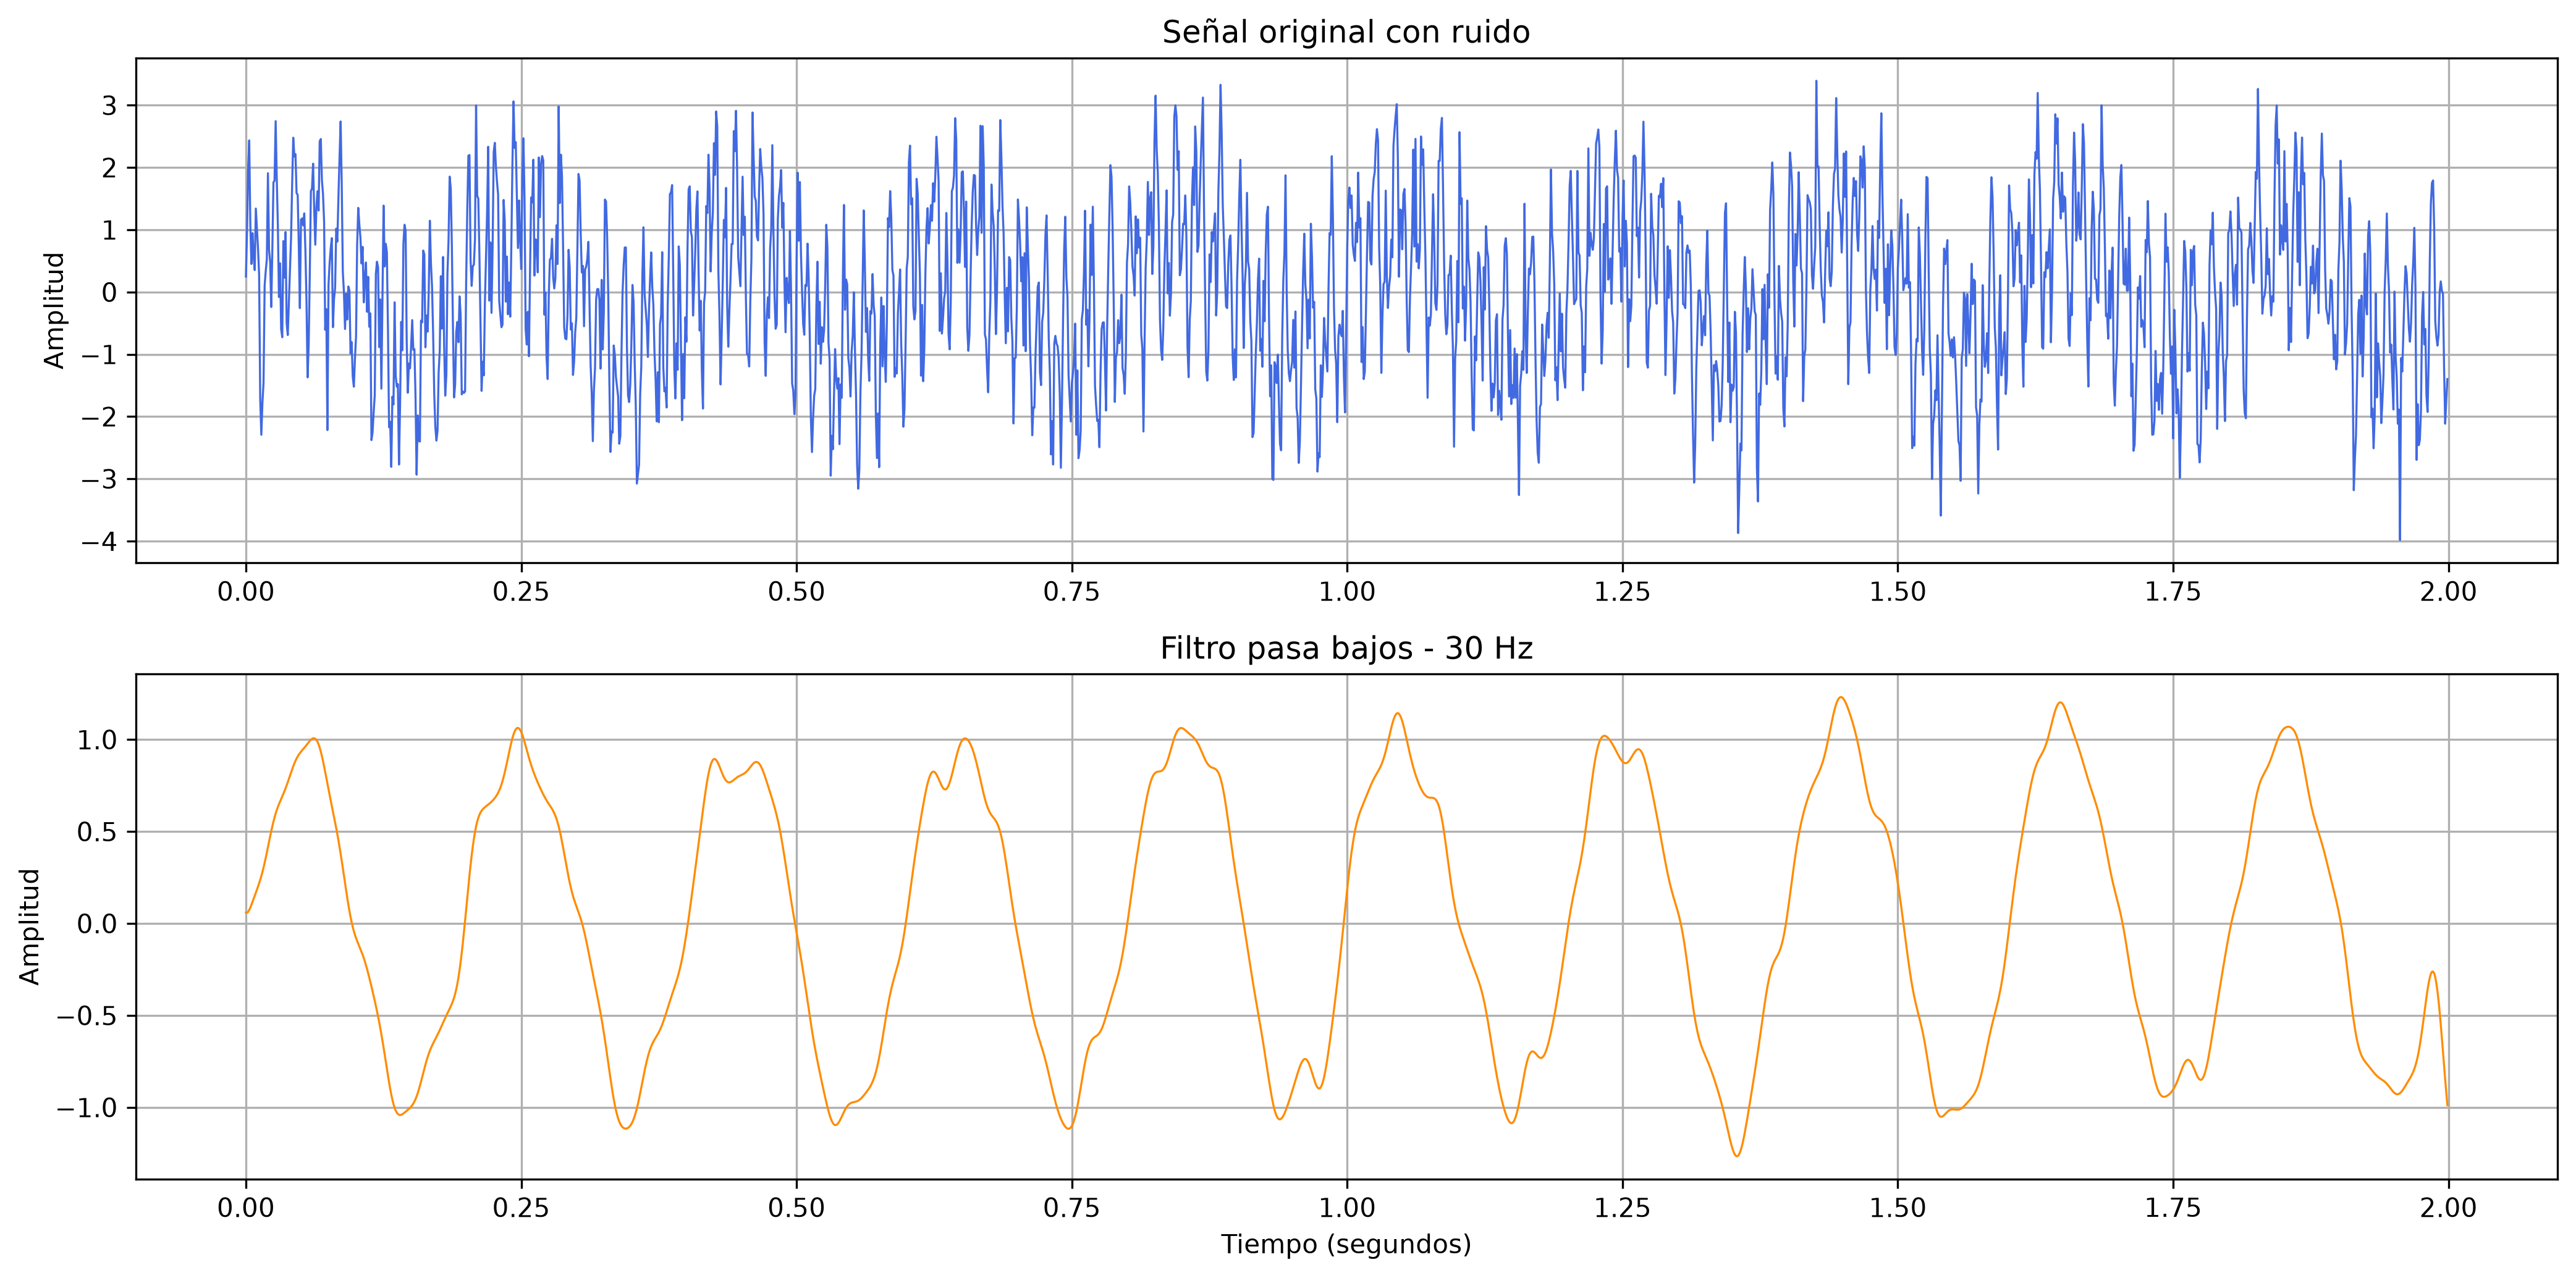 Señal original con ruido
Amplitud
3
2
1
0
−1
−2
−3
−4
0.00 0.25 0.50 0.75 1.00 1.25 1.50 1.75 2.00
Filtro pasa bajos - 30 Hz
Amplitud
1.0
0.5
0.0
−0.5
−1.0
0.00 0.25 0.50 0.75 1.00 1.25 1.50 1.75 2.00
Tiempo (segundos)